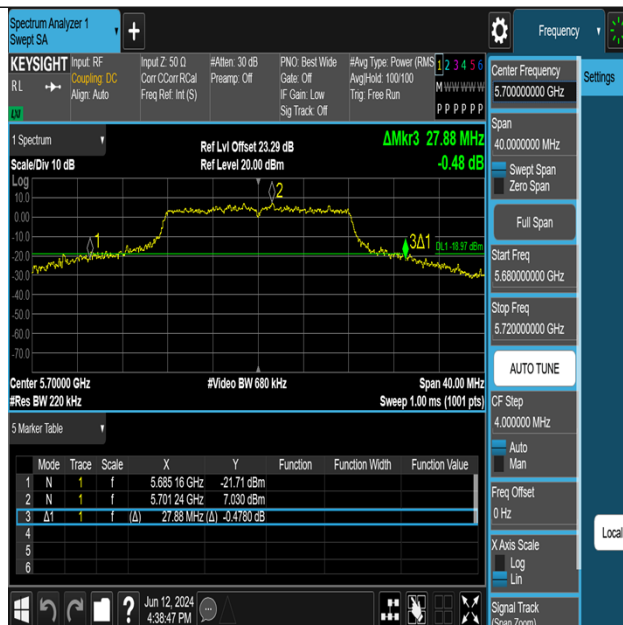 Spectrum Analyzer 1
Swept SA
+
Frequency
KEYSIGHT
RL
LXI
Input: RF
Coupling: DC
Align: Auto
Input Z: 50 Ω
Corr CCorr RCal
Freq Ref: Int (S)
#Atten: 30 dB
Preamp: Off
PNO: Best Wide
Gate: Off
IF Gain: Low
Sig Track: Off
#Avg Type: Power (RMS
Avg|Hold: 100/100
Trig: Free Run
1 2 3 4 5 6
M W W W W W
P P P P P P
1 Spectrum
Scale/Div 10 dB
Ref Lvl Offset 23.29 dB
Ref Level 20.00 dBm
ΔMkr3 27.88 MHz
-0.48 dB
Log
10.0
0.00
-10.0
-20.0
-30.0
-40.0
-50.0
-60.0
-70.0
1
2
3Δ1
DL1 -18.97 dBm
Center 5.70000 GHz
#Res BW 220 kHz
#Video BW 680 kHz
Span 40.00 MHz
Sweep 1.00 ms (1001 pts)
5 Marker Table
Mode Trace Scale X Y Function Function Width Function Value
1 N 1 f 5.685 16 GHz -21.71 dBm
2 N 1 f 5.701 24 GHz 7.030 dBm
3 Δ1 1 f (Δ) 27.88 MHz (Δ) -0.4780 dB
4
5
6
?
Jun 12, 2024
4:38:47 PM
Center Frequency
5.700000000 GHz
Settings
Span
40.0000000 MHz
Swept Span
Zero Span
Full Span
Start Freq
5.680000000 GHz
Stop Freq
5.720000000 GHz
AUTO TUNE
CF Step
4.000000 MHz
Auto
Man
Freq Offset
0 Hz
Local
X Axis Scale
Log
Lin
Signal Track
(Span Zoom)